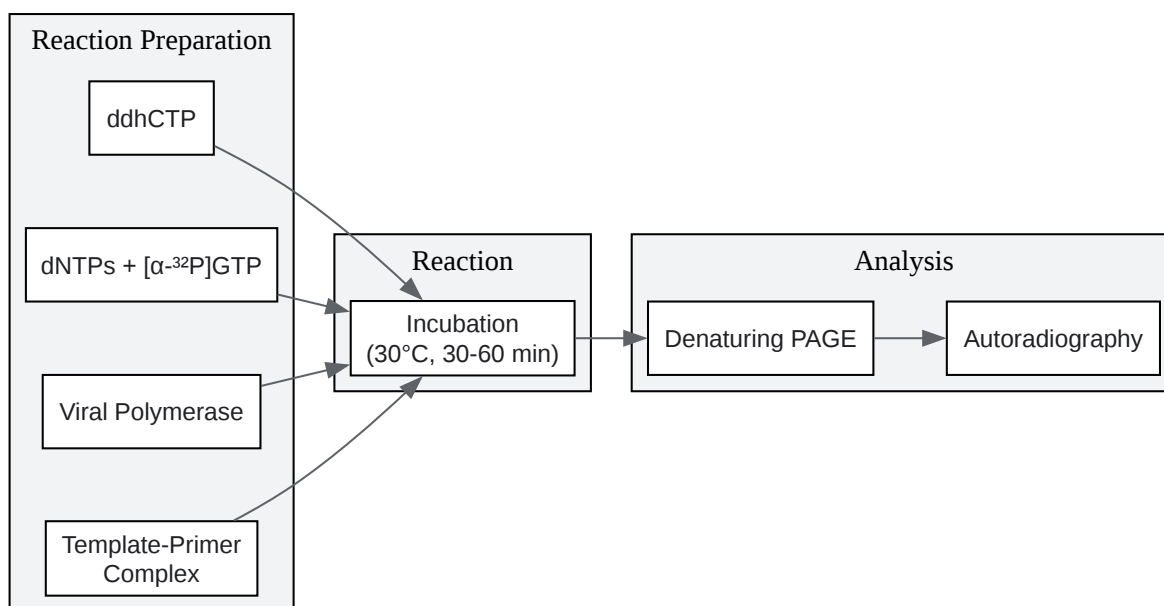 Reaction Preparation
ddhCTP
dNTPs + [α-³²P]GTP
Viral Polymerase
Template-Primer
Complex
Reaction
Incubation
(30°C, 30-60 min)
Analysis
Denaturing PAGE
Autoradiography